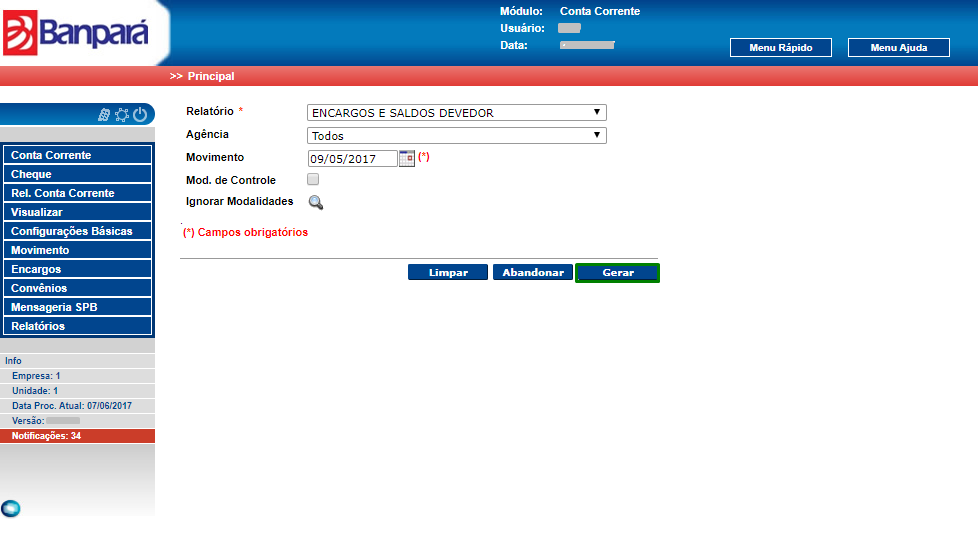 Banpará
Módulo: Conta Corrente
Usuário:
Data:
Menu Rápido
Menu Ajuda
>> Principal
Conta Corrente
Cheque
Rel. Conta Corrente
Visualizar
Configurações Básicas
Movimento
Encargos
Convênios
Mensageria SPB
Relatórios
Info
Empresa: 1
Unidade: 1
Data Proc. Atual: 07/06/2017
Versão:
Notificações: 34
Relatório * ENCARGOS E SALDOS DEVEDOR
Agência Todos
Movimento 09/05/2017 (*)
Mod. de Controle
Ignorar Modalidades
.
(*) Campos obrigatórios
Limpar Abandonar Gerar